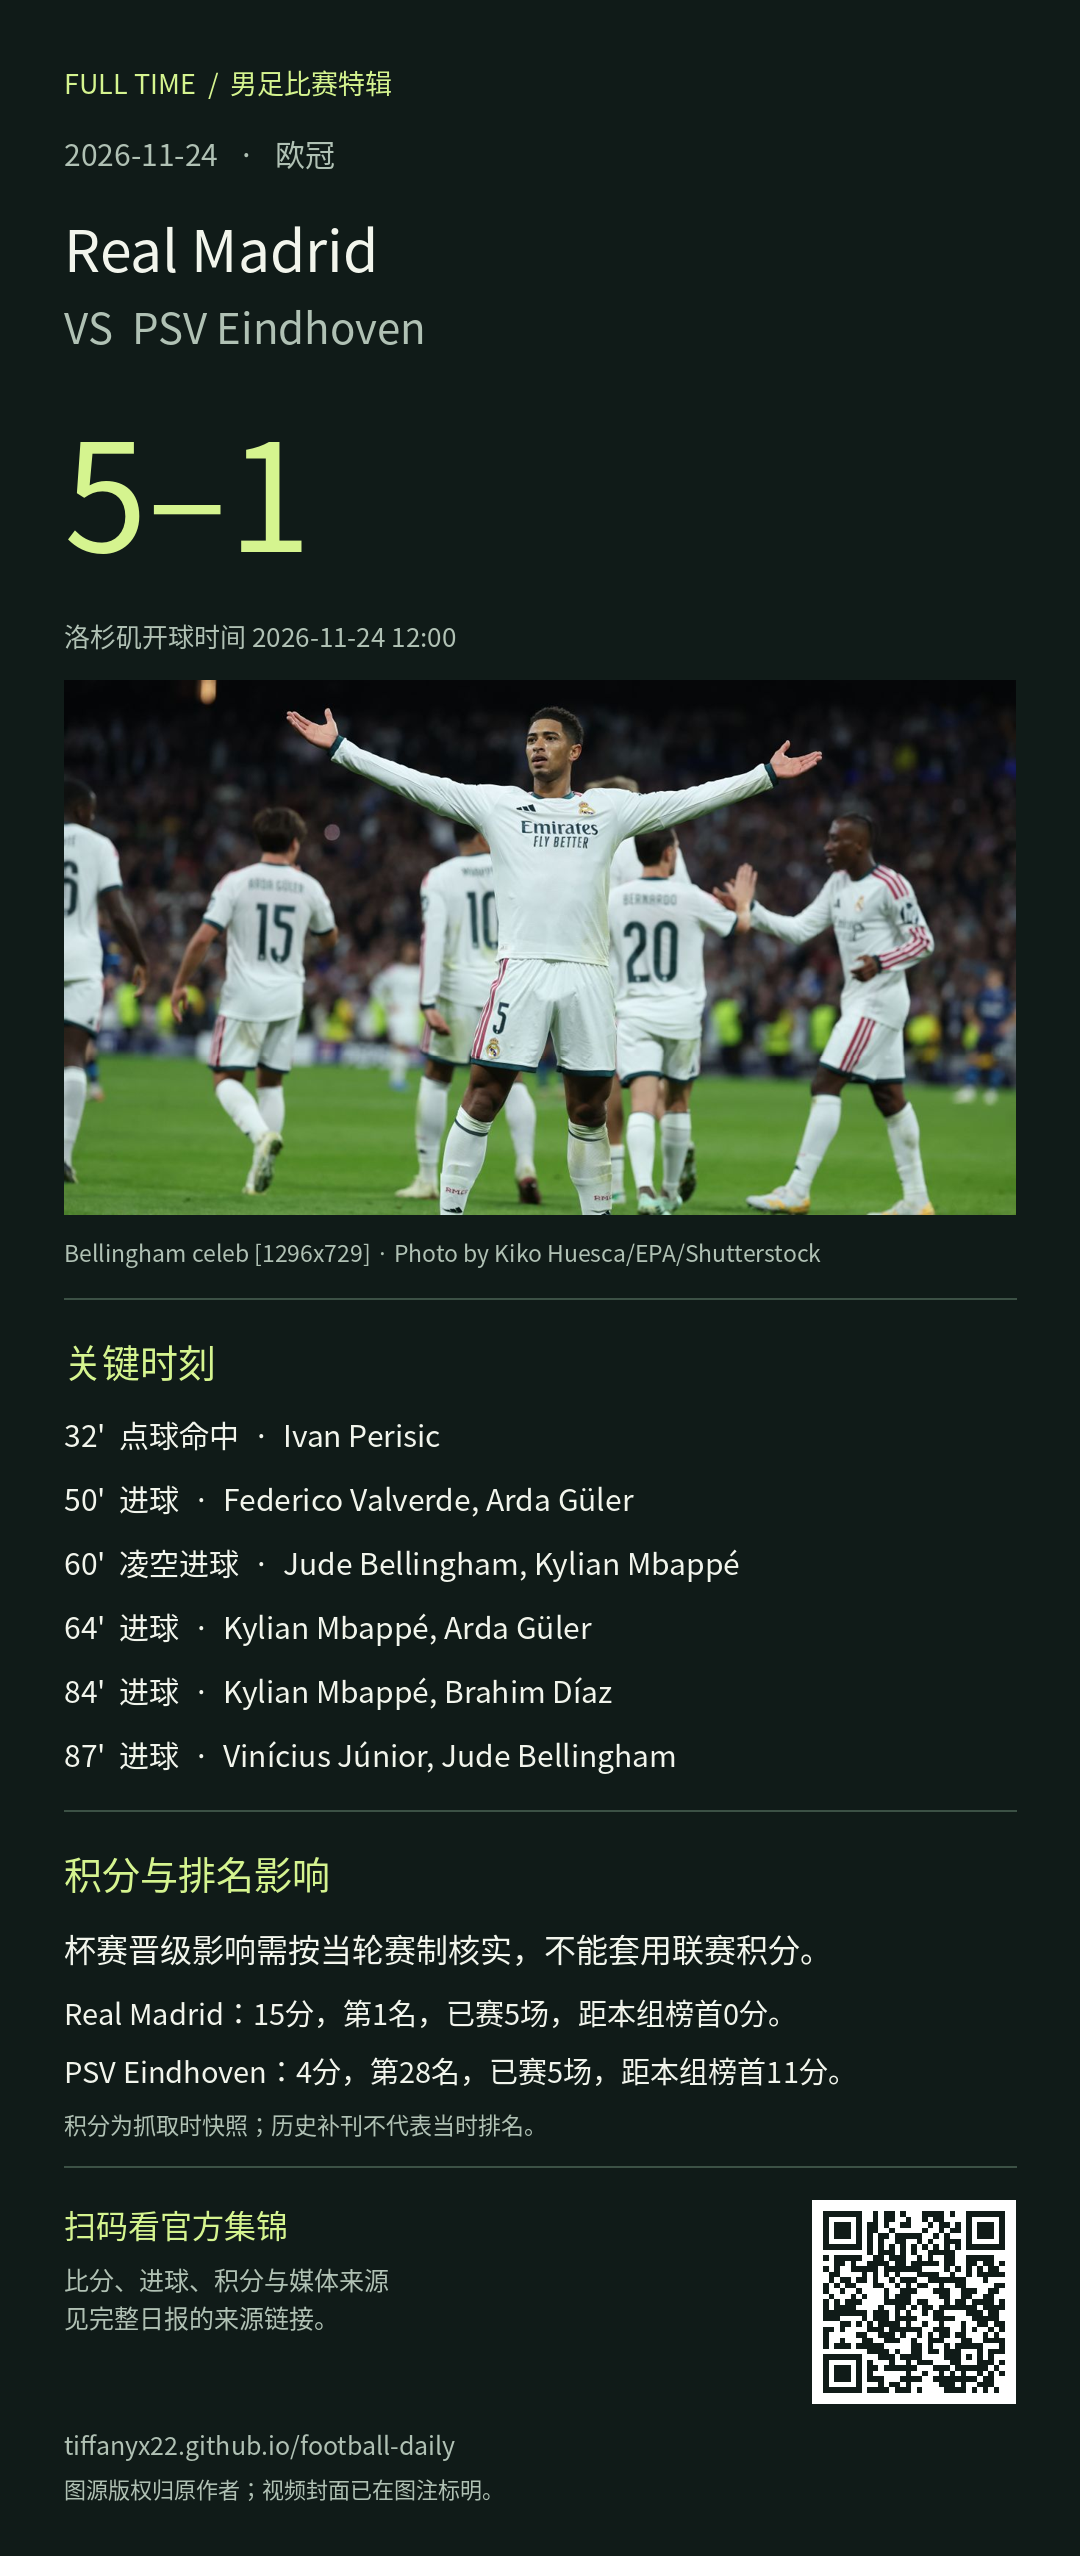 FULL TIME / 男足比赛特辑
2026-11-24 · 欧冠
Real Madrid
VS PSV Eindhoven
5–1
洛杉矶开球时间 2026-11-24 12:00
Emirates
FLY BETTER
ARDA GÜLER
15
10
BERNARDO
20
5
Bellingham celeb [1296x729] · Photo by Kiko Huesca/EPA/Shutterstock
关键时刻
32' 点球命中 · Ivan Perisic
50' 进球 · Federico Valverde, Arda Güler
60' 凌空进球 · Jude Bellingham, Kylian Mbappé
64' 进球 · Kylian Mbappé, Arda Güler
84' 进球 · Kylian Mbappé, Brahim Díaz
87' 进球 · Vinícius Júnior, Jude Bellingham
积分与排名影响
杯赛晋级影响需按当轮赛制核实，不能套用联赛积分。
Real Madrid：15分，第1名，已赛5场，距本组榜首0分。
PSV Eindhoven：4分，第28名，已赛5场，距本组榜首11分。
积分为抓取时快照；历史补刊不代表当时排名。
扫码看官方集锦
比分、进球、积分与媒体来源
见完整日报的来源链接。
tiffanyx22.github.io/football-daily
图源版权归原作者；视频封面已在图注标明。